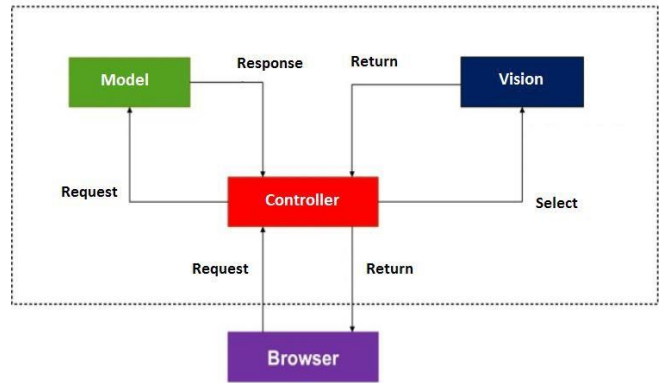 Model
Response
Return
Vision
Request
Controller
Select
Request
Return
Browser